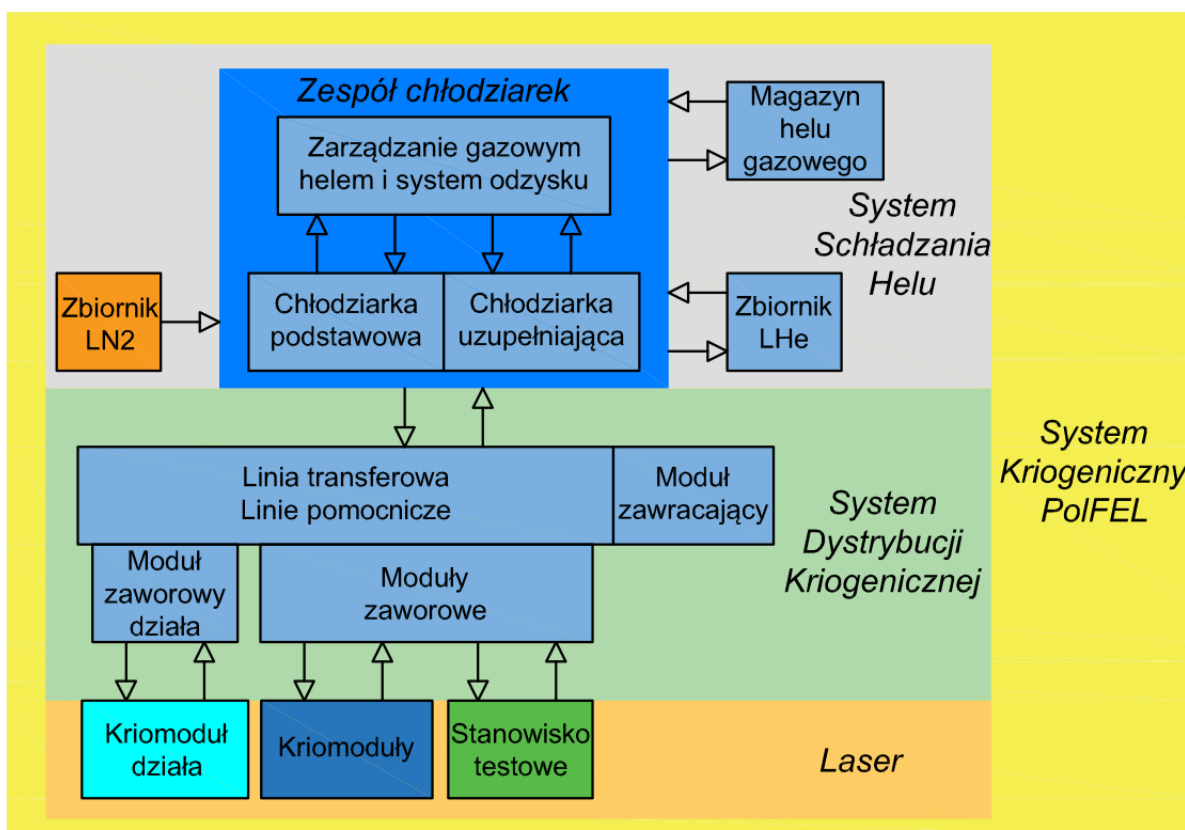 Zespół chłodziarek
Zarządzanie gazowym
helem i system odzysku
Magazyn
helu
gazowego
System
Schładzania
Helu
Zbiornik
LN2
Chłodziarka
podstawowa
Chłodziarka
uzupełniająca
Zbiornik
LHe
Linia transferowa
Linie pomocnicze
Moduł
zawracający
Moduł
zaworowy
działa
Moduły
zaworowe
System
Dystrybucji
Kriogenicznej
System
Kriogeniczny
PolFEL
Kriomoduł
działa
Kriomoduły
Stanowisko
testowe
Laser